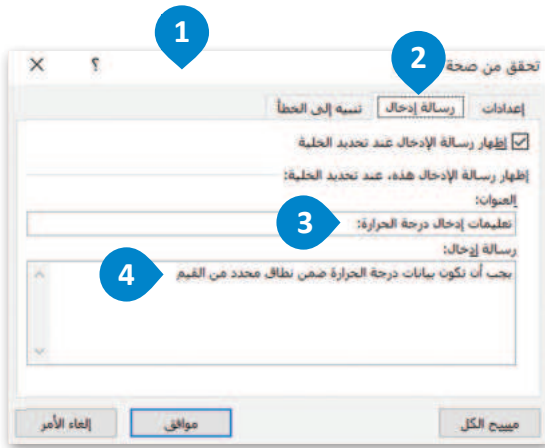 1
تحقق من صحة
؟
2
إعدادات
رسالة إدخال
تنبيه إلى الخطأ
إظهار رسالة الإدخال عند تحديد الخلية
إظهار رسالة الإدخال هذه، عند تحديد الخلية:
العنوان:
تعليمات إدخال درجة الحرارة:
3
رسالة إدخال:
يجب أن تكون بيانات درجة الحرارة ضمن نطاق محدد من القيم
4
مسح الكل
موافق
إلغاء الأمر